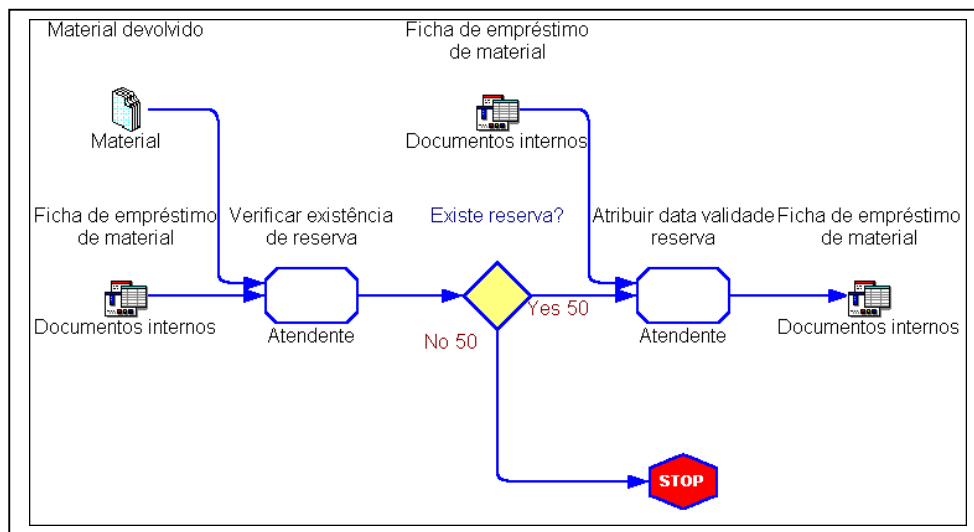 Material devolvido
Ficha de empréstimo
de material
Material
Documentos internos
Ficha de empréstimo
de material
Verificar existência
de reserva
Existe reserva?
Atribuir data validade
reserva
Ficha de empréstimo
de material
Documentos internos
Atendente
Yes 50
No 50
Atendente
Documentos internos
STOP